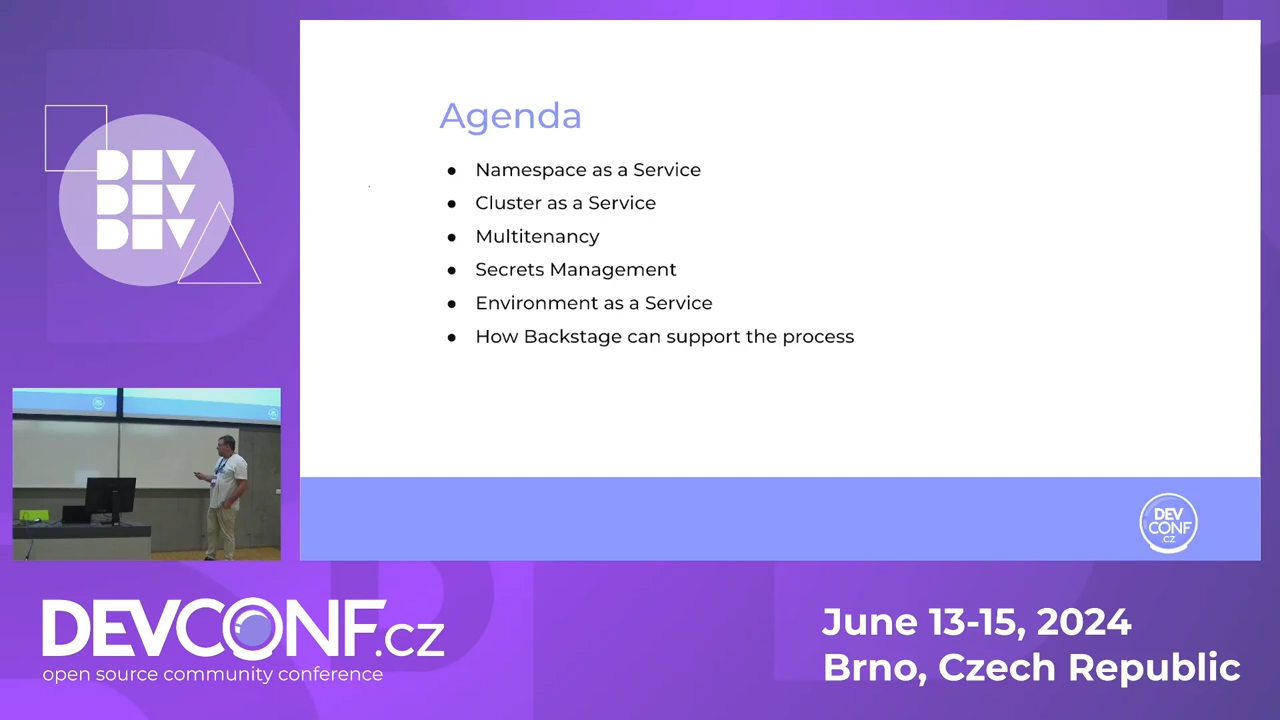 Agenda
● Namespace as a Service
● Cluster as a Service
● Multitenancy
● Secrets Management
● Environment as a Service
● How Backstage can support the process
DEV
DEV
DEV
DEV
CONF
.CZ
DEVCONF.cz
open source community conference
June 13-15, 2024
Brno, Czech Republic